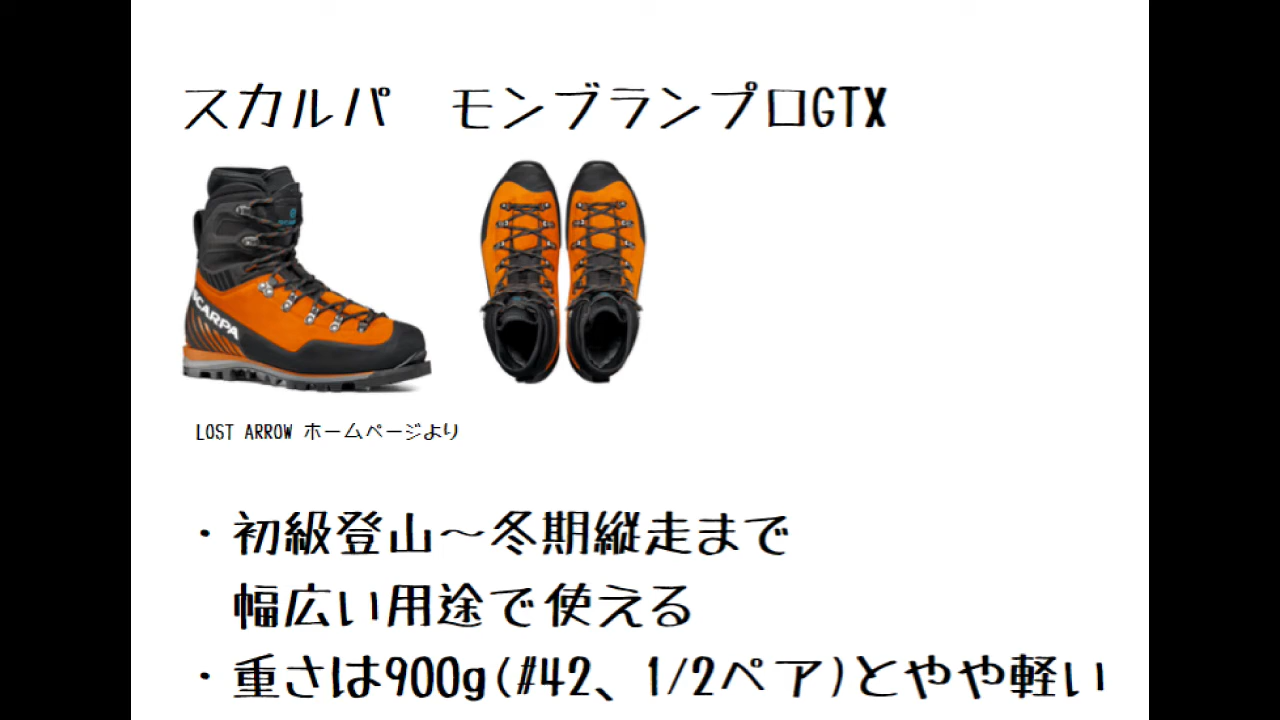 スカルパ　モンブランプロGTX
SCARPA
LOST ARROW ホームページより
・初級登山～冬期縦走まで
幅広い用途で使える
・重さは900g(#42、1/2ペア)とやや軽い